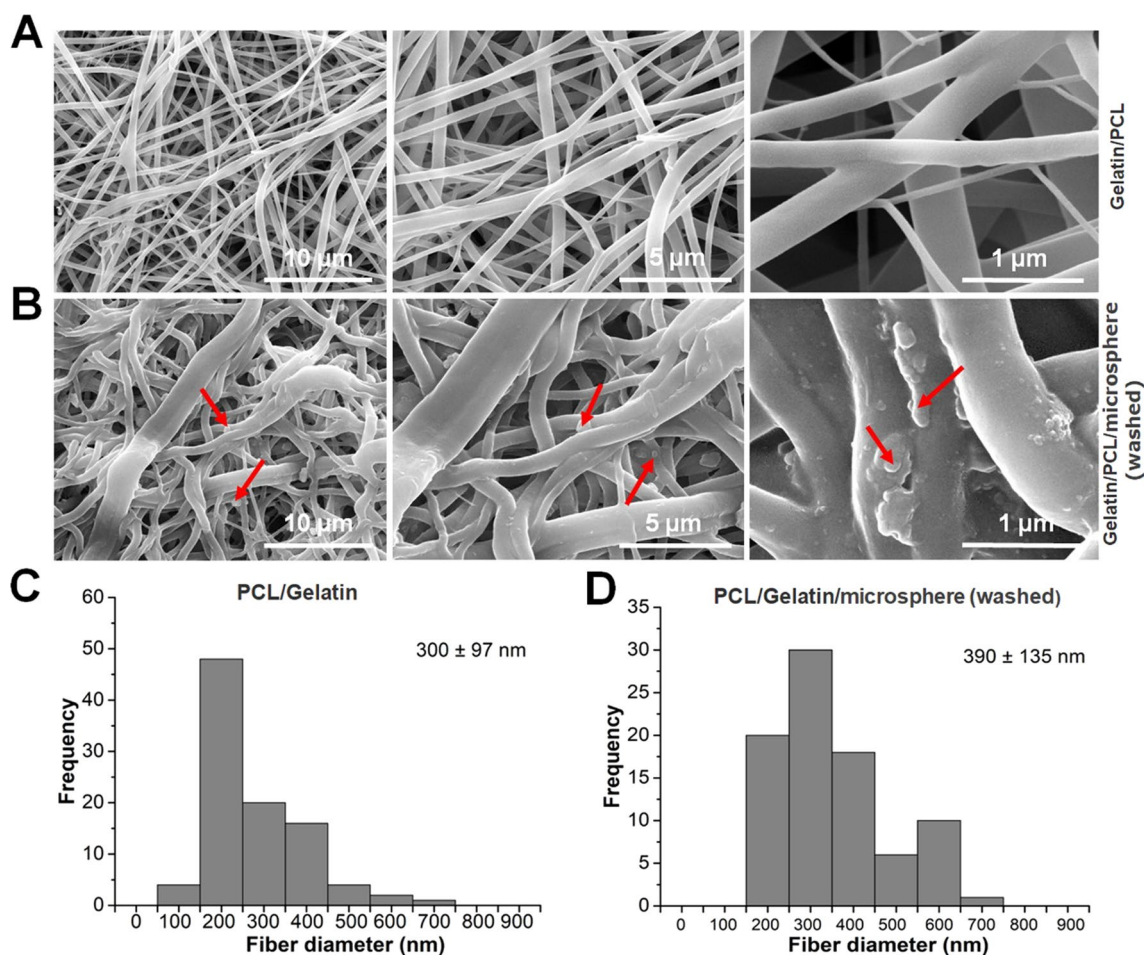 A
10 µm
5 µm
1 µm
Gelatin/PCL
B
10 µm
5 µm
1 µm
Gelatin/PCL/microsphere
(washed)
C
PCL/Gelatin
300 ± 97 nm
60
50
40
30
20
10
0
Frequency
0 100 200 300 400 500 600 700 800 900
Fiber diameter (nm)
D
PCL/Gelatin/microsphere (washed)
390 ± 135 nm
35
30
25
20
15
10
5
0
Frequency
0 100 200 300 400 500 600 700 800 900
Fiber diameter (nm)